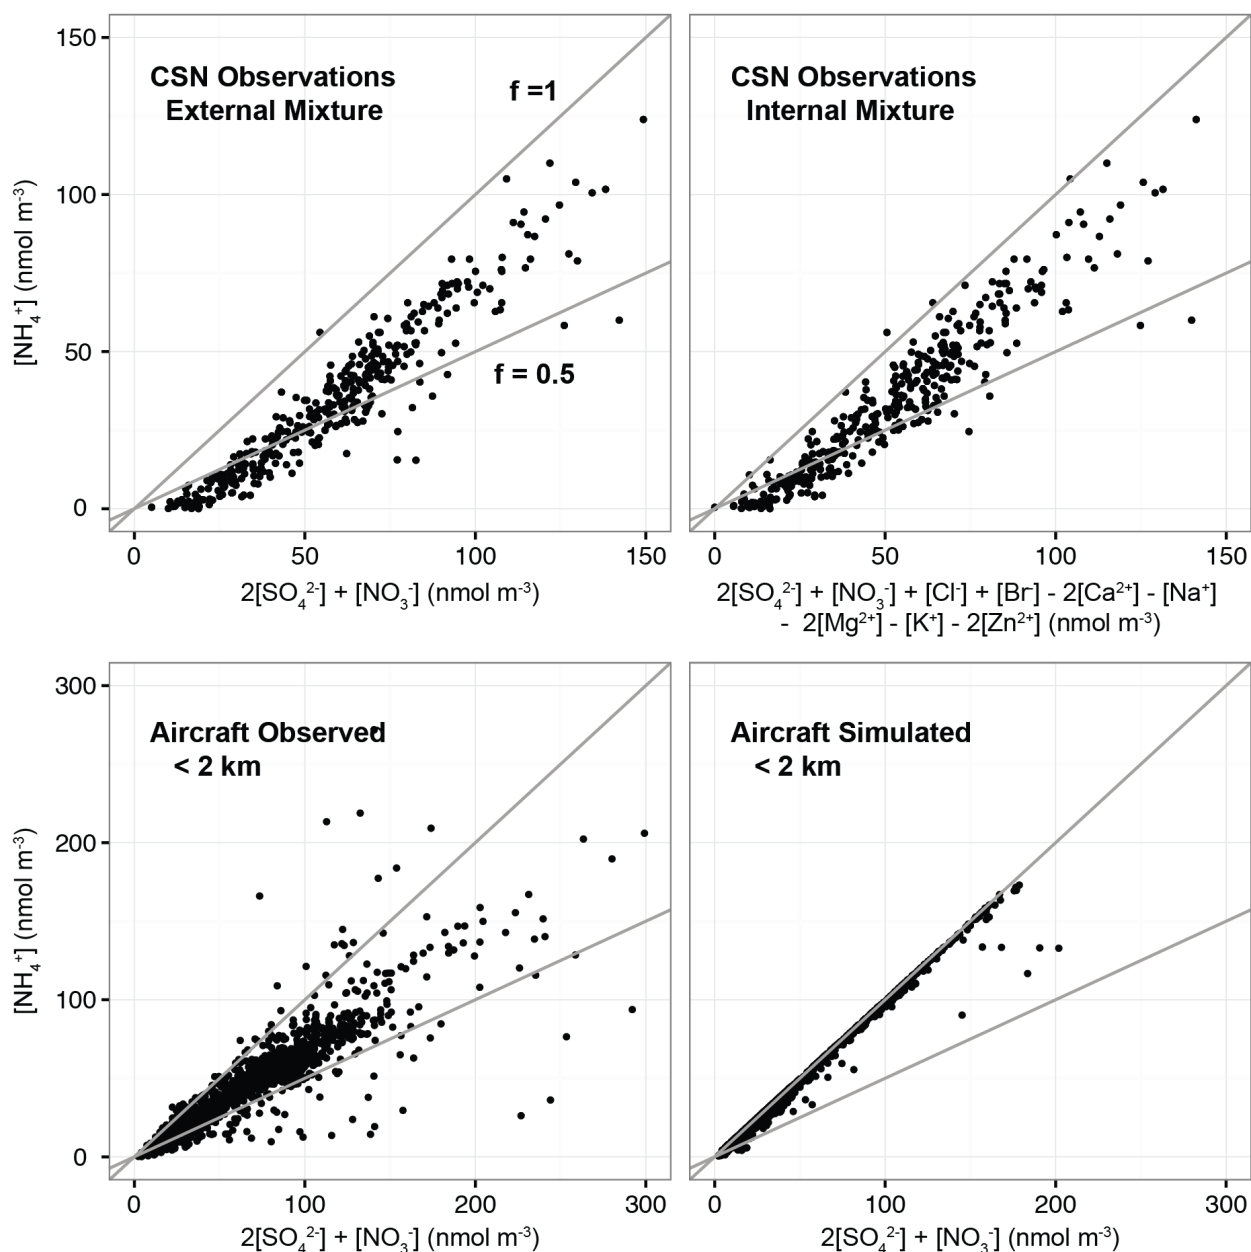 150
100
50
0
[NH₄⁺] (nmol m⁻³)
CSN Observations
External Mixture
f =1
f = 0.5
0 50 100 150
2[SO₄²⁻] + [NO₃⁻] (nmol m⁻³)
CSN Observations
Internal Mixture
0 50 100 150
2[SO₄²⁻] + [NO₃⁻] + [Cl⁻] + [Br⁻] - 2[Ca²⁺] - [Na⁺]
- 2[Mg²⁺] - [K⁺] - 2[Zn²⁺] (nmol m⁻³)
300
200
100
0
[NH₄⁺] (nmol m⁻³)
Aircraft Observed
< 2 km
0 100 200 300
2[SO₄²⁻] + [NO₃⁻] (nmol m⁻³)
Aircraft Simulated
< 2 km
0 100 200 300
2[SO₄²⁻] + [NO₃⁻] (nmol m⁻³)